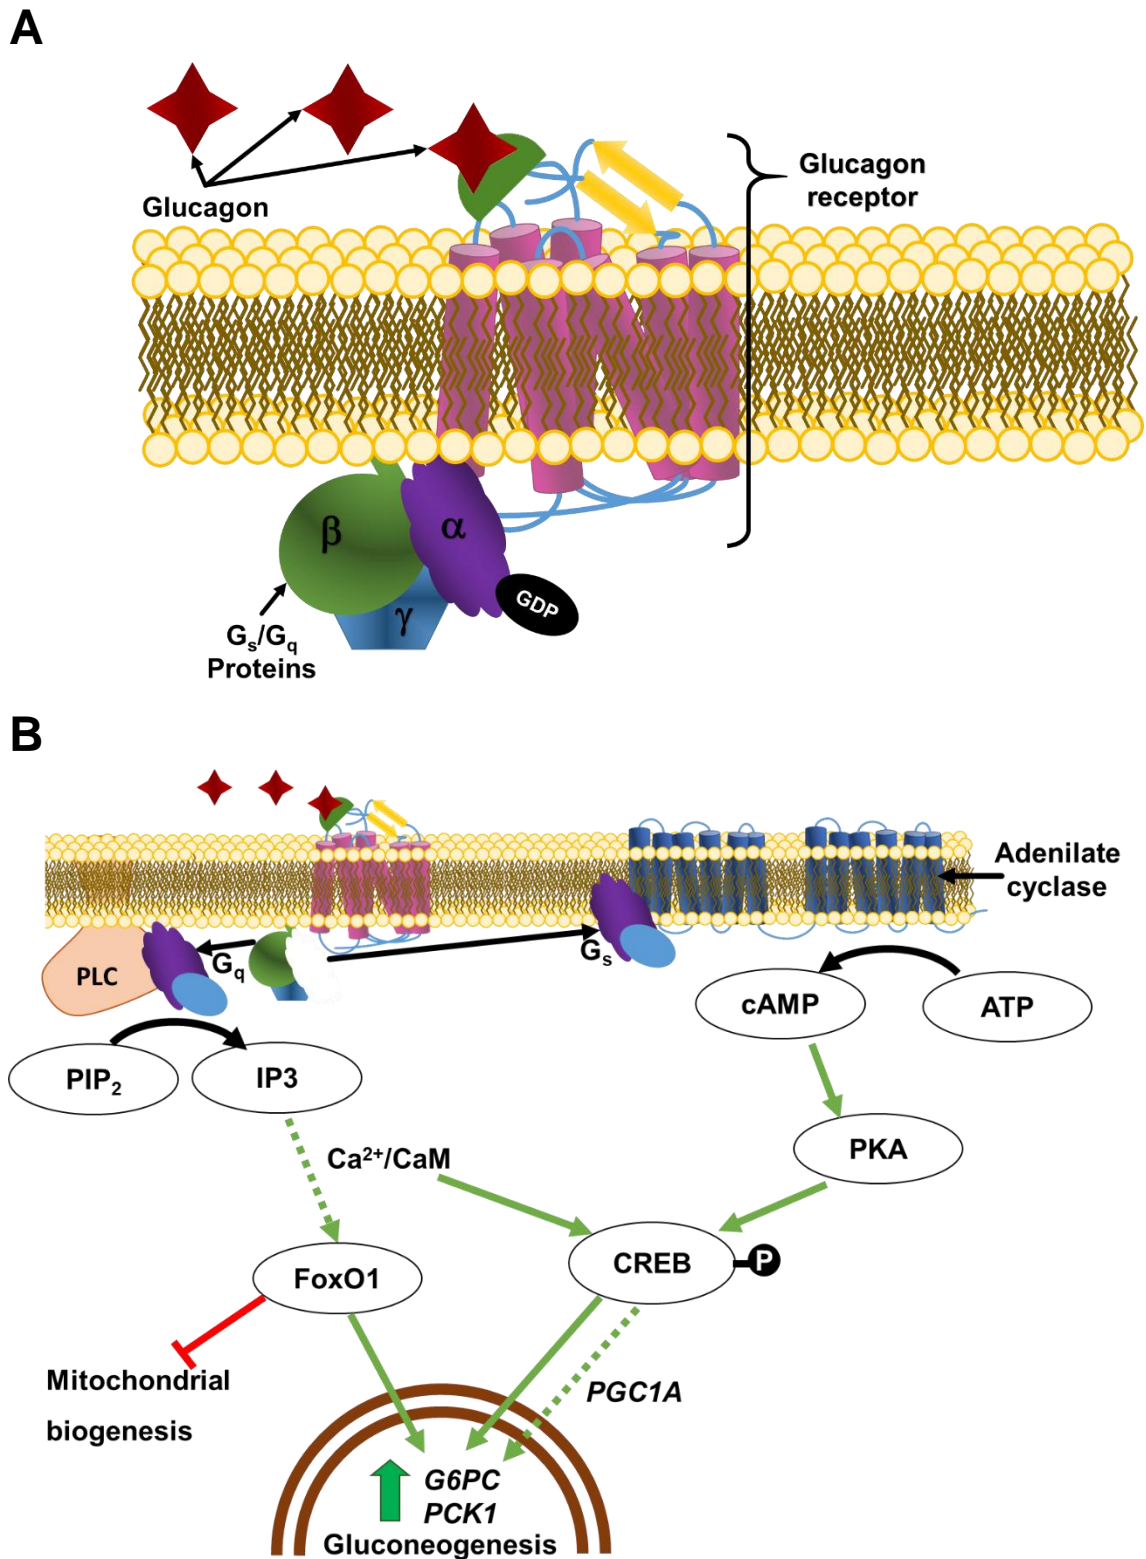 A
Glucagon
Glucagon
receptor
β
α
γ
GDP
Gs/Gq
Proteins
B
Adenilate
cyclase
PLC
Gq
Gs
cAMP
ATP
PIP2
IP3
Ca2+/CaM
PKA
FoxO1
CREB
P
Mitochondrial
biogenesis
PGC1A
G6PC
PCK1
Gluconeogenesis